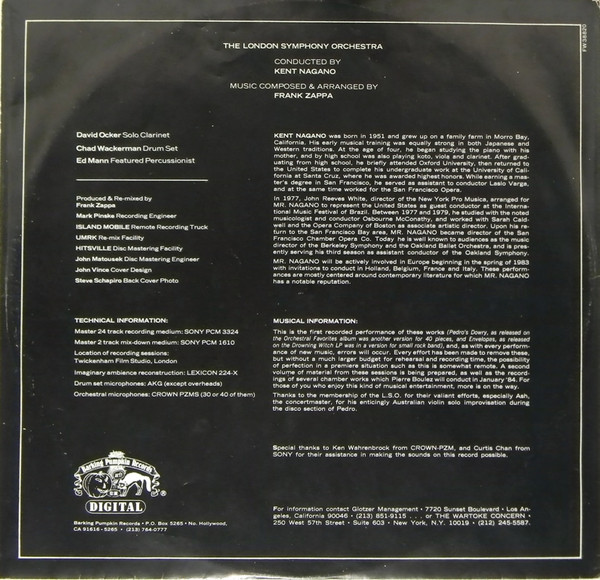 FW38820
THE LONDON SYMPHONY ORCHESTRA
CONDUCTED BY
KENT NAGANO
MUSIC COMPOSED & ARRANGED BY
FRANK ZAPPA
David Ocker Solo Clarinet
Chad Wackerman Drum Set
Ed Mann Featured Percussionist
Produced & Re-mixed by
Frank Zappa
Mark Pinske Recording Engineer
ISLAND MOBILE Remote Recording Truck
UMRK Re-mix Facility
HITSVILLE Disc Mastering Facility
John Matousek Disc Mastering Engineer
John Vince Cover Design
Steve Schapiro Back Cover Photo
KENT NAGANO was born in 1951 and grew up on a family farm in Morro Bay,
California. His early musical training was equally strong in both Japanese and
Western traditions. At the age of four, he began studying the piano with his
mother, and by high school was also playing koto, viola and clarinet. After grad-
uating from high school, he briefly attended Oxford University, then returned to
the United States to complete his undergraduate work at the University of Cali-
fornia at Santa Cruz, where he was awarded highest honors. While earning a mas-
ter's degree in San Francisco, he served as assistant to conductor Laslo Varga,
and at the same time worked for the San Francisco Opera.
In 1977, John Reeves White, director of the New York Pro Musica, arranged for
MR. NAGANO to represent the United States as guest conductor at the Interna-
tional Music Festival of Brazil. Between 1977 and 1979, he studied with the noted
musicologist and conductor Osbourne McConathy, and worked with Sarah Cald-
well and the Opera Company of Boston as associate artistic director. Upon his re-
turn to the San Francisco Bay area, MR. NAGANO became director of the San
Francisco Chamber Opera Co. Today he is well known to audiences as the music
director of the Berkeley Symphony and the Oakland Ballet Orchestra, and is pres-
ently serving his third season as assistant conductor of the Oakland Symphony.
MR. NAGANO will be actively involved in Europe beginning in the spring of 1983
with invitations to conduct in Holland, Belgium, France and Italy. These perform-
ances are mostly centered around contemporary literature for which MR. NAGANO
has a notable reputation.
TECHNICAL INFORMATION:
Master 24 track recording medium: SONY PCM 3324
Master 2 track mix-down medium: SONY PCM 1610
Location of recording sessions:
Twickenham Film Studio, London
Imaginary ambience reconstruction: LEXICON 224-X
Drum set microphones: AKG (except overheads)
Orchestral microphones: CROWN PZMS (30 or 40 of them)
MUSICAL INFORMATION:
This is the first recorded performance of these works (Pedro's Dowry, as released on
the Orchestral Favorites album was another version for 40 pieces, and Envelopes, as released
on the Drowning Witch LP was in a version for small rock band), and, as with every perform-
ance of new music, errors will occur. Every effort has been made to remove these,
but without a much larger budget for rehearsal and recording time, the possibility
of perfection in a premiere situation such as this is somewhat remote. A second
volume of material from these sessions is being prepared, as well as the record-
ings of several chamber works which Pierre Boulez will conduct in January '84. For
those of you who enjoy this kind of musical entertainment, more is on the way.
Thanks to the membership of the L.S.O. for their valiant efforts, especially Ash,
the concertmaster, for his enticingly Australian violin solo improvisation during
the disco section of Pedro.
Special thanks to Ken Wahrenbrock from CROWN-PZM, and Curtis Chan from
SONY for their assistance in making the sounds on this record possible.
Barking Pumpkin Records
DIGITAL
®
Barking Pumpkin Records • P.O. Box 5265 • No. Hollywood,
CA 91616-5265 • (213) 764-0777
For information contact Glotzer Management • 7720 Sunset Boulevard • Los An-
geles, California 90046 • (213) 851-9115 . . . or THE WARTOKE CONCERN •
250 West 57th Street • Suite 603 • New York, N.Y. 10019 • (212) 245-5587.